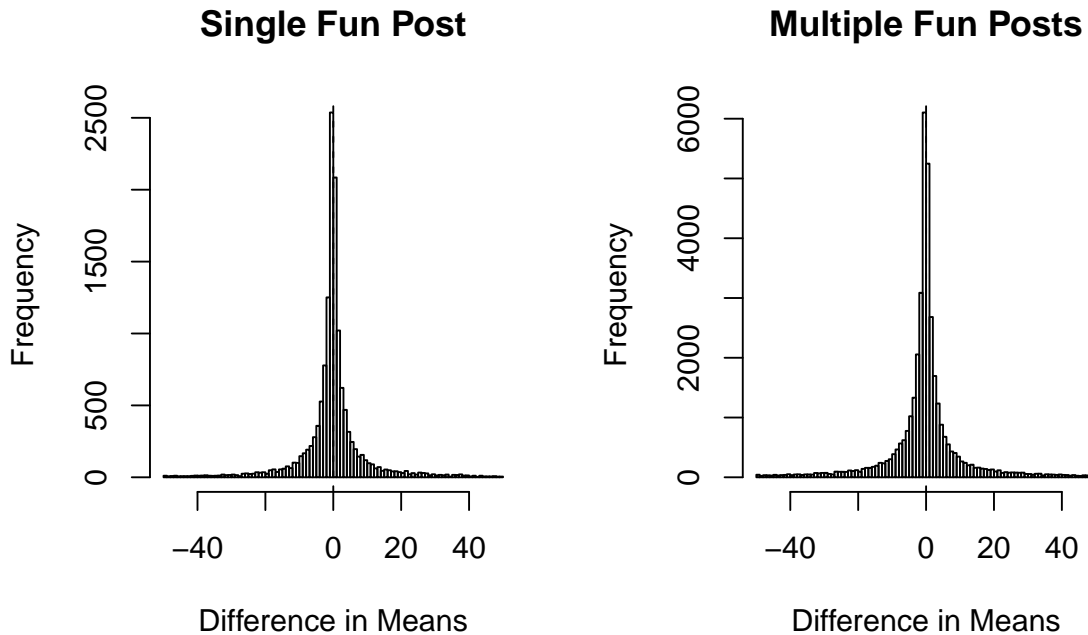 Single Fun Post
Frequency
2500
1500
500
0
−40
0
20
40
Difference in Means
Multiple Fun Posts
Frequency
6000
4000
2000
0
−40
0
20
40
Difference in Means